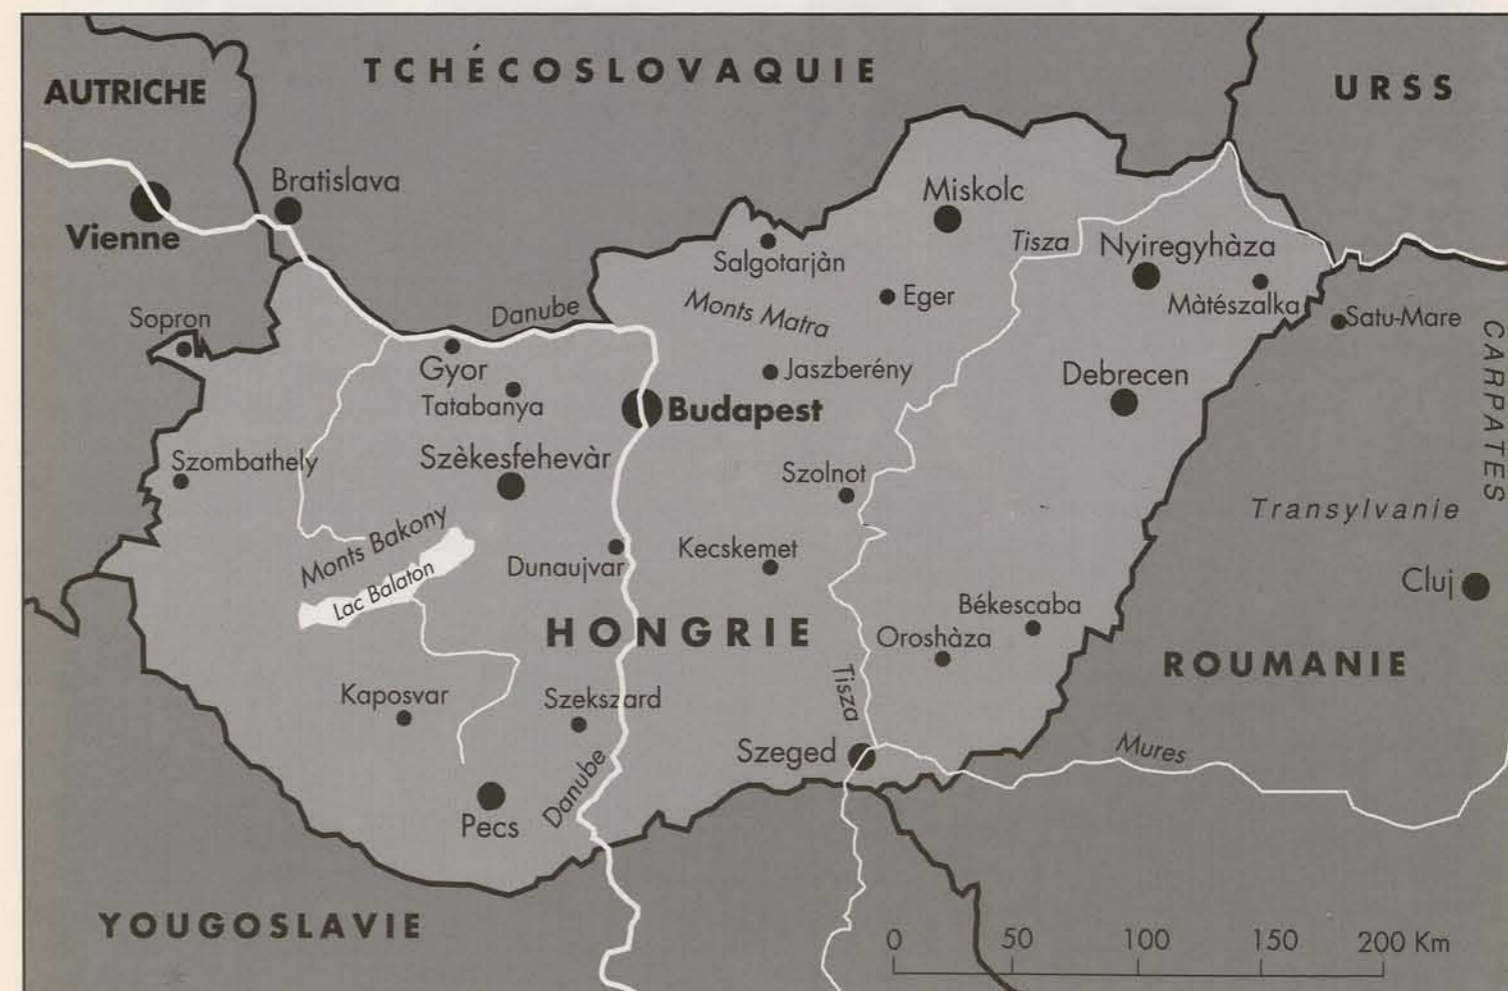 TCHÉCOSLOVAQUIE
AUTRICHE
URSS
Bratislava
Miskolc
Vienne
Tisza
Nyiregyhàza
Salgotarjàn
Eger
Màtészalka
Danube
Monts Matra
Sopron
Satu-Mare
CARPATES
Gyor
Jaszberény
Debrecen
Tatabanya
Budapest
Szombathely
Szèkesfehevàr
Szolnot
Transylvanie
Monts Bakony
Kecskemet
Dunaujvar
Lac Balaton
Cluj
Békescaba
HONGRIE
Oroshàza
ROUMANIE
Kaposvar
Szekszard
Tisza
Szeged
Mures
Danube
Pecs
YOUGOSLAVIE
0 50 100 150 200 Km